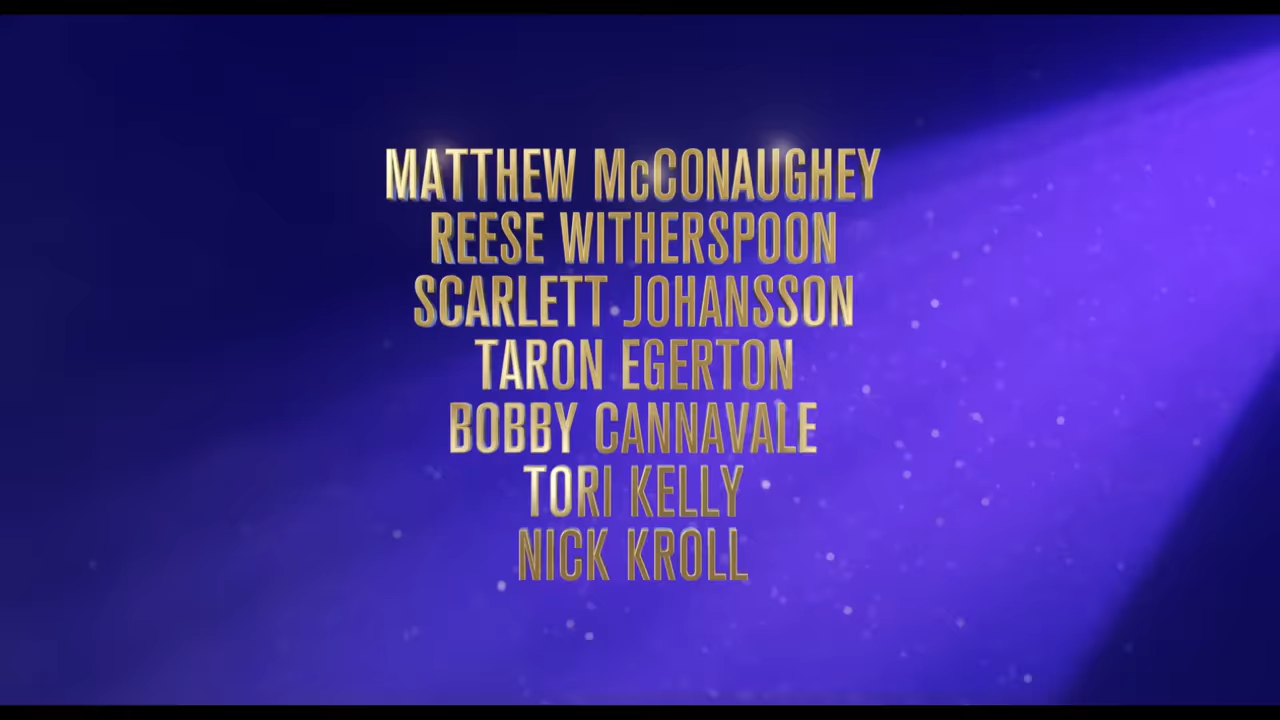 MATTHEW McCONAUGHEY
REESE WITHERSPOON
SCARLETT JOHANSSON
TARON EGERTON
BOBBY CANNAVALE
TORI KELLY
NICK KROLL